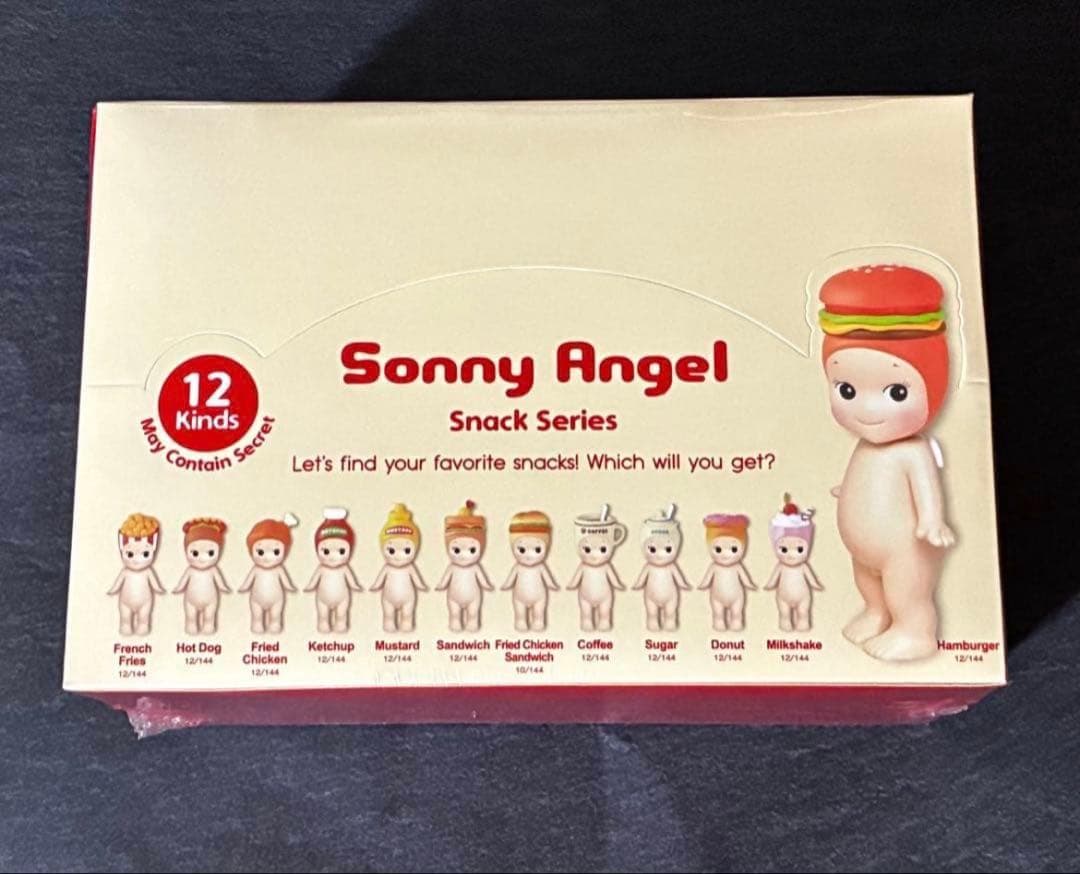 12
Kinds
May Contain Secret
Sonny Angel
Snack Series
Let's find your favorite snacks! Which will you get?
French Fries
12/144
Hot Dog
12/144
Fried Chicken
12/144
Ketchup
12/144
Mustard
12/144
Sandwich
12/144
Fried Chicken Sandwich
10/144
Coffee
12/144
Sugar
12/144
Donut
12/144
Milkshake
12/144
Hamburger
12/144